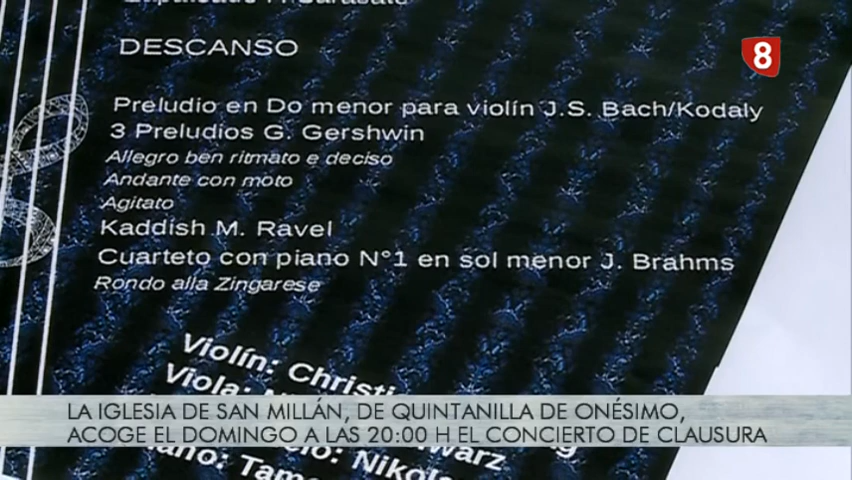 DESCANSO
8
Preludio en Do menor para violín J.S. Bach/Kodaly
3 Preludios G. Gershwin
Allegro ben ritmato e deciso
Andante con moto
Agitato
Kaddish M. Ravel
Cuarteto con piano N°1 en sol menor J. Brahms
Rondo alla Zingarese
Violín:
Viola:
LA IGLESIA DE SAN MILLÁN, DE QUINTANILLA DE ONÉSIMO,
ACOGE EL DOMINGO A LAS 20:00 H EL CONCIERTO DE CLAUSURA